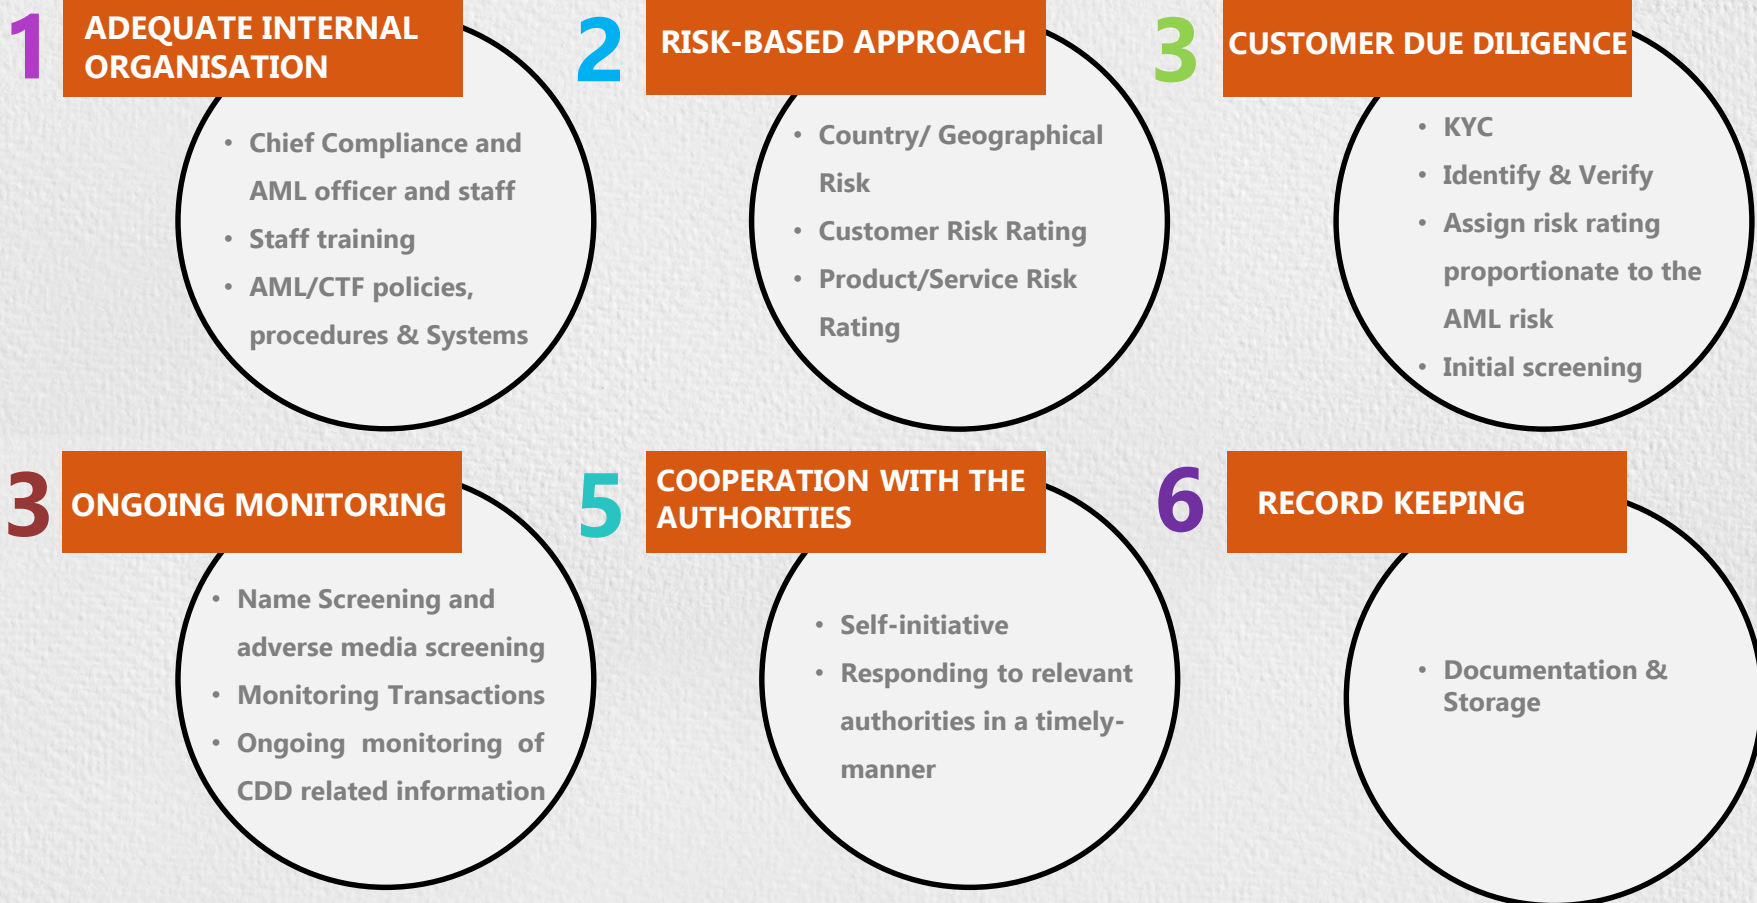 1
ADEQUATE INTERNAL
ORGANISATION
• Chief Compliance and
AML officer and staff
• Staff training
• AML/CTF policies,
procedures & Systems
2
RISK-BASED APPROACH
• Country/ Geographical
Risk
• Customer Risk Rating
• Product/Service Risk
Rating
3
CUSTOMER DUE DILIGENCE
• KYC
• Identify & Verify
• Assign risk rating
proportionate to the
AML risk
• Initial screening
3
ONGOING MONITORING
• Name Screening and
adverse media screening
• Monitoring Transactions
• Ongoing monitoring of
CDD related information
5
COOPERATION WITH THE
AUTHORITIES
• Self-initiative
• Responding to relevant
authorities in a timely-
manner
6
RECORD KEEPING
• Documentation &
Storage